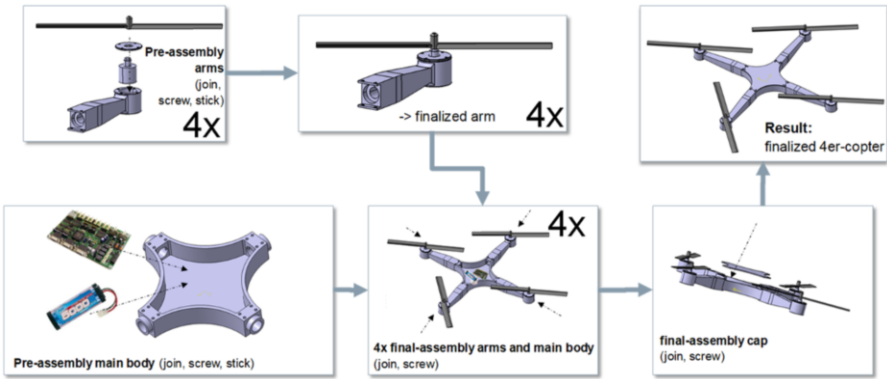 Pre-assembly
arms
(join,
screw, stick)
4x
-> finalized arm
4x
Result:
finalized 4er-copter
5000
Pre-assembly main body (join, screw, stick)
4x
4x final-assembly arms and main body
(join, screw)
final-assembly cap
(join, screw)